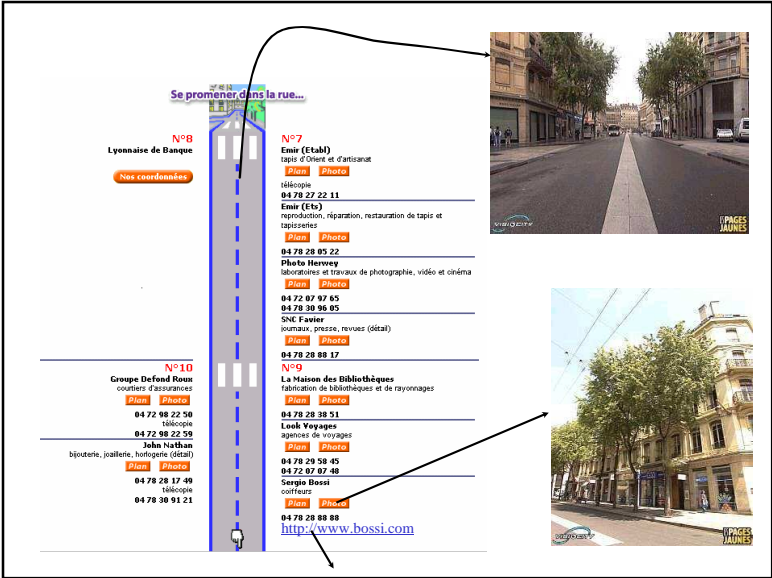 Se promener dans la rue...
N°8
Lyonnaise de Banque
Nos coordonnées
N°10
Groupe Defond Roux
courtiers d'assurances
Plan Photo
04 72 98 22 50
télécopie
04 72 98 22 59
John Nathan
bijouterie, joaillerie, horlogerie (détail)
Plan Photo
04 78 28 17 49
télécopie
04 78 30 91 21
N°7
Emir (Etabl)
tapis d'Orient et d'artisanat
Plan Photo
télécopie
04 78 27 22 11
Emir (Ets)
reproduction, réparation, restauration de tapis et
tapisseries
Plan Photo
04 78 28 05 22
Photo Herwey
laboratoires et travaux de photographie, vidéo et cinéma
Plan Photo
04 72 07 97 65
04 78 30 96 05
SNC Favier
journaux, presse, revues (détail)
Plan Photo
04 78 28 88 17
N°9
La Maison des Bibliothèques
fabrication de bibliothèques et de rayonnages
Plan Photo
04 78 28 38 51
Look Voyages
agences de voyages
Plan Photo
04 78 29 58 45
04 72 07 07 48
Sergio Bossi
coiffeurs
Plan Photo
04 78 28 88 88
http://www.bossi.com
VISIOCITY
PAGES
JAUNES
VISIOCITY
PAGES
JAUNES